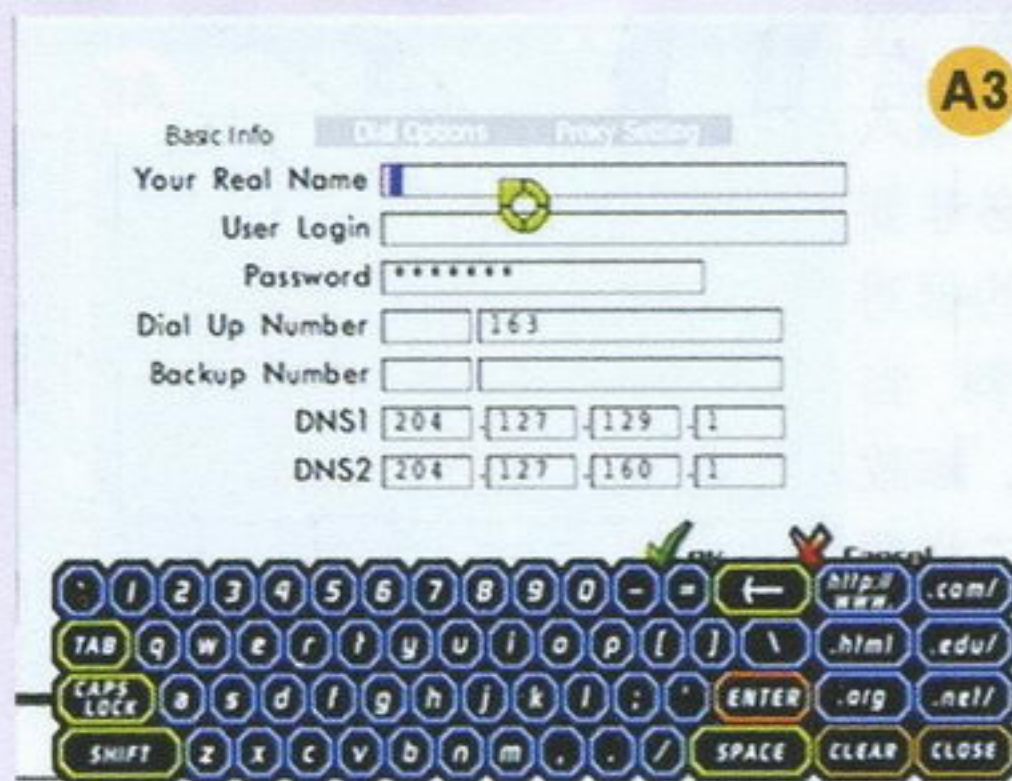 A3
Basic Info Dial Options Proxy Setting
Your Real Name
User Login
Password *******
Dial Up Number 163
Backup Number
DNS1 204 .127 .129 .1
DNS2 204 .127 .160 .1
Cancel
` 1 2 3 4 5 6 7 8 9 0 - = ← http:// www. .com/
TAB q w e r t y u i o p [ ] \ .html .edu/
CAPS LOCK a s d f g h j k l ; ' ENTER .org .net/
SHIFT z x c v b n m , . / SPACE CLEAR CLOSE